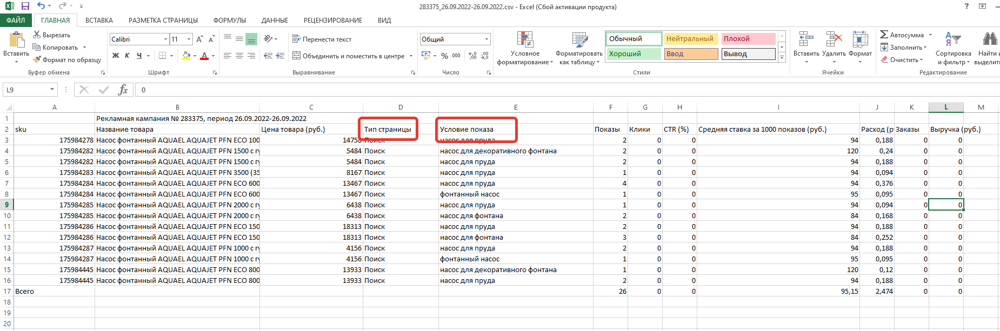 283375_26.09.2022-26.09.2022.csv - Excel (Сбой активации продукта)
ФАЙЛ ГЛАВНАЯ ВСТАВКА РАЗМЕТКА СТРАНИЦЫ ФОРМУЛЫ ДАННЫЕ РЕЦЕНЗИРОВАНИЕ ВИД
Вставить
Вырезать
Копировать
Формат по образцу
Буфер обмена
Calibri 11
Ж К Ч
Шрифт
Перенести текст
Объединить и поместить в центре
Выравнивание
Общий
% 000
Число
Условное форматирование
Форматировать как таблицу
Обычный Нейтральный Плохой
Хороший Ввод Вывод
Стили
Вставить Удалить Формат
Ячейки
Автосумма
Заполнить
Очистить
Сортировка и фильтр
Найти и
Редактирование
L9 fx 0
A B C D E F G H I J K L M
1 Рекламная кампания № 283375, период 26.09.2022-26.09.2022
2 sku Название товара Цена товара (руб.) Тип страницы Условие показа Показы Клики CTR (%) Средняя ставка за 1000 показов (руб.) Расход (р Заказы Выручка (руб.)
3 175984278 Насос фонтанный AQUAEL AQUAJET PFN ECO 100 14758 Поиск насос для пруда 2 0 0 94 0,188 0 0
4 175984282 Насос фонтанный AQUAEL AQUAJET PFN 1500 с гу 5484 Поиск насос для декоративного фонтана 2 0 0 120 0,24 0 0
5 175984282 Насос фонтанный AQUAEL AQUAJET PFN 1500 с гу 5484 Поиск насос для пруда 2 0 0 94 0,188 0 0
6 175984283 Насос фонтанный AQUAEL AQUAJET PFN 3500 (35 8167 Поиск насос для пруда 1 0 0 94 0,094 0 0
7 175984284 Насос фонтанный AQUAEL AQUAJET PFN ECO 600 13467 Поиск насос для пруда 4 0 0 94 0,376 0 0
8 175984284 Насос фонтанный AQUAEL AQUAJET PFN ECO 600 13467 Поиск фонтанный насос 1 0 0 95 0,095 0 0
9 175984285 Насос фонтанный AQUAEL AQUAJET PFN 2000 с гу 6438 Поиск насос для пруда 1 0 0 94 0,094 0 0
10 175984285 Насос фонтанный AQUAEL AQUAJET PFN 2000 с гу 6438 Поиск насос для фонтана 2 0 0 84 0,168 0 0
11 175984286 Насос фонтанный AQUAEL AQUAJET PFN ECO 150 18313 Поиск насос для пруда 2 0 0 94 0,188 0 0
12 175984286 Насос фонтанный AQUAEL AQUAJET PFN ECO 150 18313 Поиск насос для фонтана 3 0 0 84 0,252 0 0
13 175984287 Насос фонтанный AQUAEL AQUAJET PFN 1000 с гу 4156 Поиск насос для пруда 2 0 0 94 0,188 0 0
14 175984287 Насос фонтанный AQUAEL AQUAJET PFN 1000 с гу 4156 Поиск фонтанный насос 1 0 0 95 0,095 0 0
15 175984445 Насос фонтанный AQUAEL AQUAJET PFN ECO 800 13933 Поиск насос для декоративного фонтана 1 0 0 120 0,12 0 0
16 175984445 Насос фонтанный AQUAEL AQUAJET PFN ECO 800 13933 Поиск насос для пруда 2 0 0 94 0,188 0 0
17 Всего 26 0 0 95,15 2,474 0 0
18
19
20